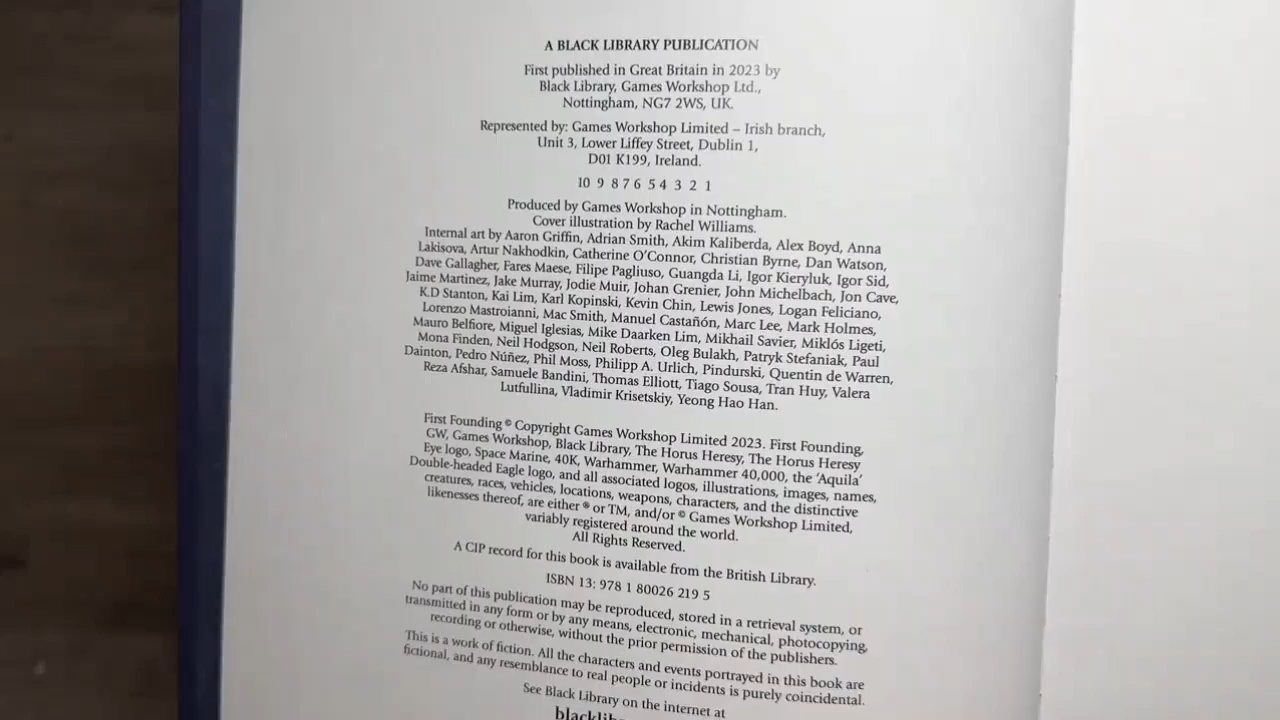 A BLACK LIBRARY PUBLICATION
First published in Great Britain in 2023 by
Black Library, Games Workshop Ltd.,
Nottingham, NG7 2WS, UK.
Represented by: Games Workshop Limited – Irish branch,
Unit 3, Lower Liffey Street, Dublin 1,
D01 K199, Ireland.
10 9 8 7 6 5 4 3 2 1
Produced by Games Workshop in Nottingham.
Cover illustration by Rachel Williams.
Internal art by Aaron Griffin, Adrian Smith, Akim Kaliberda, Alex Boyd, Anna
Lakisova, Artur Nakhodkin, Catherine O'Connor, Christian Byrne, Dan Watson,
Dave Gallagher, Fares Maese, Filipe Pagliuso, Guangda Li, Igor Kieryluk, Igor Sid,
Jaime Martinez, Jake Murray, Jodie Muir, Johan Grenier, John Michelbach, Jon Cave,
K.D Stanton, Kai Lim, Karl Kopinski, Kevin Chin, Lewis Jones, Logan Feliciano,
Lorenzo Mastroianni, Mac Smith, Manuel Castañón, Marc Lee, Mark Holmes,
Mauro Belfiore, Miguel Iglesias, Mike Daarken Lim, Mikhail Savier, Miklós Ligeti,
Mona Finden, Neil Hodgson, Neil Roberts, Oleg Bulakh, Patryk Stefaniak, Paul
Dainton, Pedro Núñez, Phil Moss, Philipp A. Urlich, Pindurski, Quentin de Warren,
Reza Afshar, Samuele Bandini, Thomas Elliott, Tiago Sousa, Tran Huy, Valera
Lutfullina, Vladimir Krisetskiy, Yeong Hao Han.
First Founding © Copyright Games Workshop Limited 2023. First Founding,
GW, Games Workshop, Black Library, The Horus Heresy, The Horus Heresy
Eye logo, Space Marine, 40K, Warhammer, Warhammer 40,000, the 'Aquila'
Double-headed Eagle logo, and all associated logos, illustrations, images, names,
creatures, races, vehicles, locations, weapons, characters, and the distinctive
likenesses thereof, are either ® or TM, and/or © Games Workshop Limited,
variably registered around the world.
All Rights Reserved.
A CIP record for this book is available from the British Library.
ISBN 13: 978 1 80026 219 5
No part of this publication may be reproduced, stored in a retrieval system, or
transmitted in any form or by any means, electronic, mechanical, photocopying,
recording or otherwise, without the prior permission of the publishers.
This is a work of fiction. All the characters and events portrayed in this book are
fictional, and any resemblance to real people or incidents is purely coincidental.
See Black Library on the internet at